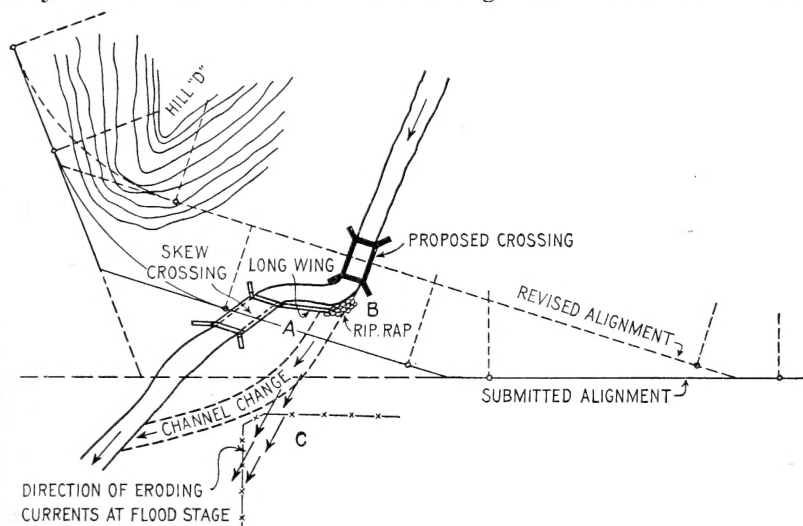 HILL "D"
PROPOSED CROSSING
SKEW
CROSSING
LONG WING
A
B
RIP. RAP
REVISED ALIGNMENT
SUBMITTED ALIGNMENT
CHANNEL CHANGE
C
DIRECTION OF ERODING
CURRENTS AT FLOOD STAGE